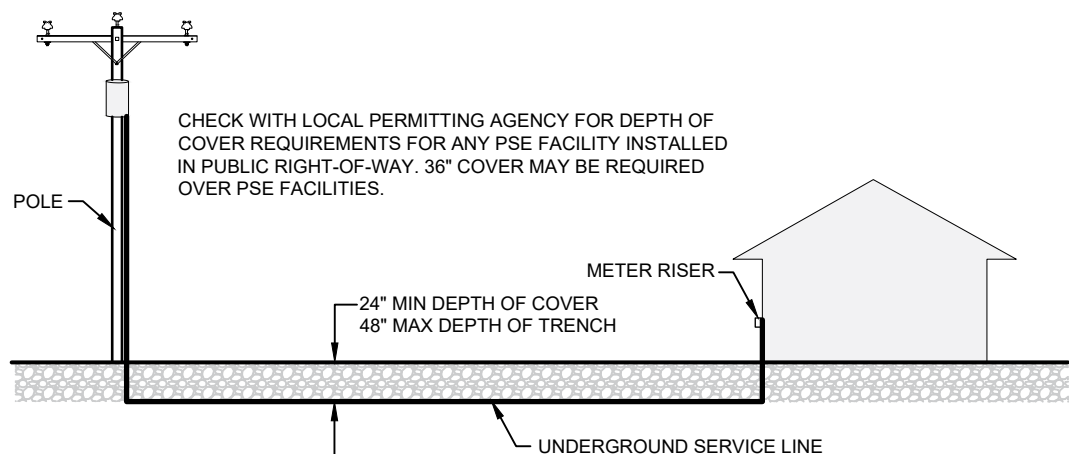 CHECK WITH LOCAL PERMITTING AGENCY FOR DEPTH OF
COVER REQUIREMENTS FOR ANY PSE FACILITY INSTALLED
IN PUBLIC RIGHT-OF-WAY. 36" COVER MAY BE REQUIRED
OVER PSE FACILITIES.
POLE
METER RISER
24" MIN DEPTH OF COVER
48" MAX DEPTH OF TRENCH
UNDERGROUND SERVICE LINE